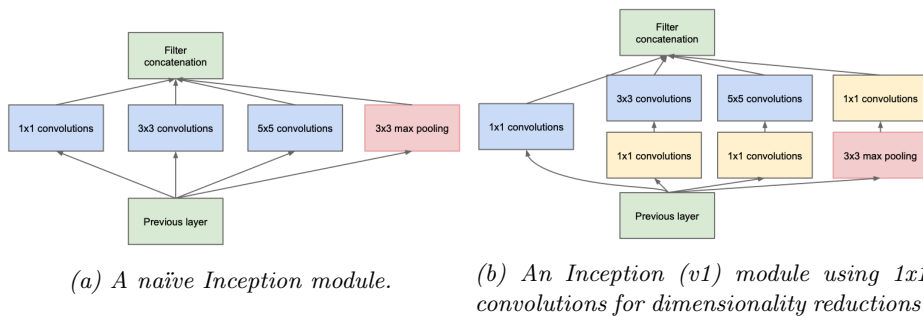 Filter
concatenation
1x1 convolutions
3x3 convolutions
5x5 convolutions
3x3 max pooling
Previous layer
(a) A naïve Inception module.
Filter
concatenation
3x3 convolutions
5x5 convolutions
1x1 convolutions
1x1 convolutions
1x1 convolutions
1x1 convolutions
3x3 max pooling
Previous layer
(b) An Inception (v1) module using 1x1
convolutions for dimensionality reductions